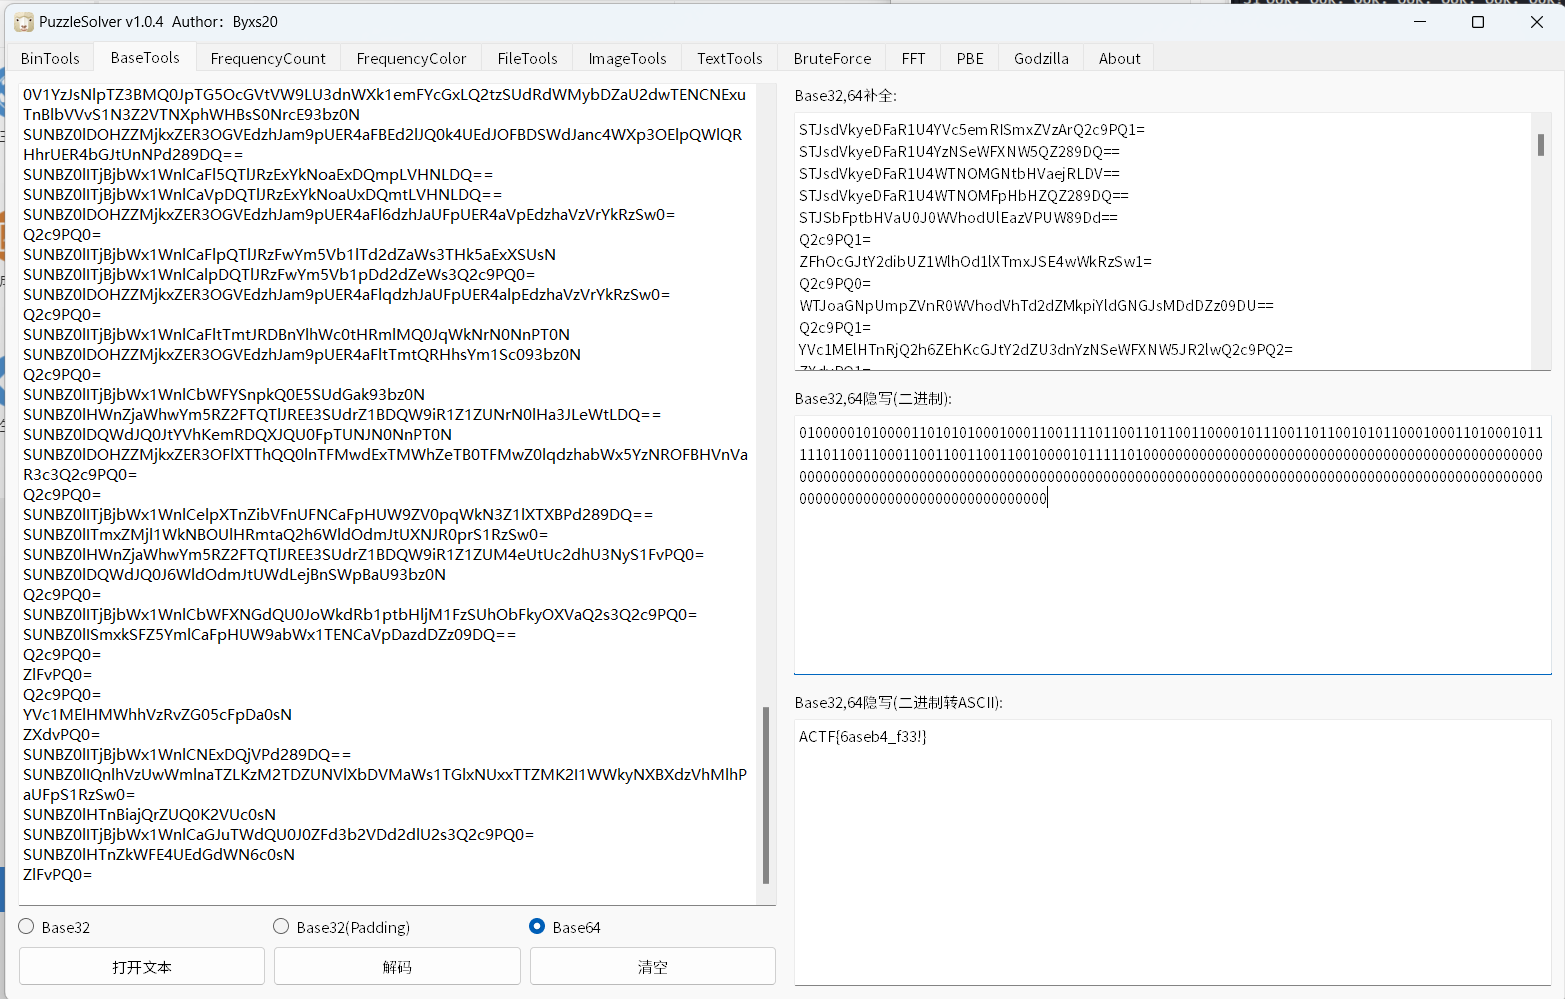 PuzzleSolver v1.0.4 Author：Byxs20
BinTools BaseTools FrequencyCount FrequencyColor FileTools ImageTools TextTools BruteForce FFT PBE Godzilla About
0V1YzJsNlpTZ3BMQ0JpTG5OcGVtVW9LU3dnWXk1emFYcGxLQ2tzSUdRdWMybDZaU2dwTENCNExu
TnBlbVVvS1N3Z2VTNXphWHBsS0NrcE93bz0N
SUNBZ0lDOHZZMjkxZER3OGVEdzhJam9pUER4aFBEd2lJQ0k4UEdJOFBDSWdJanc4WXp3OElpQWlQR
HhrUER4bGJtUnNPd289DQ==
SUNBZ0lITjBjbWx1WnlCaFl5QTlJRzExYkNoaExDQmpLVHNLDQ==
SUNBZ0lITjBjbWx1WnlCaVpDQTlJRzExYkNoaUxDQmtLVHNLDQ==
SUNBZ0lDOHZZMjkxZER3OGVEdzhJam9pUER4aFl6dzhJaUFpUER4aVpEdzhaVzVrYkRzSw0=
Q2c9PQ0=
SUNBZ0lITjBjbWx1WnlCaFlpQTlJRzFwYm5Vb1lTd2dZaWs3THk5aExXSUsN
SUNBZ0lITjBjbWx1WnlCalpDQTlJRzFwYm5Vb1pDd2dZeWs3Q2c9PQ0=
SUNBZ0lDOHZZMjkxZER3OGVEdzhJam9pUER4aFlqdzhJaUFpUER4alpEdzhaVzVrYkRzSw0=
Q2c9PQ0=
SUNBZ0lITjBjbWx1WnlCaFltTmtJRDBnYlhWc0tHRmlMQ0JqWkNrN0NnPT0N
SUNBZ0lDOHZZMjkxZER3OGVEdzhJam9pUER4aFltTmtQRHhsYm1Sc093bz0N
Q2c9PQ0=
SUNBZ0lITjBjbWx1WnlCbWFYSnpkQ0E5SUdGak93bz0N
SUNBZ0lHWnZjaWhwYm5RZ2FTQTlJREE3SUdrZ1BDQW9iR1Z1ZUNrN0lHa3JLeWtLDQ==
SUNBZ0lDQWdJQ0JtYVhKemRDQXJQU0FpTUNJN0NnPT0N
SUNBZ0lDOHZZMjkxZER3OFlXTThQQ0lnTFMwdExTMWhZeTB0TFMwZ0lqdzhabWx5YzNROFBHVnVa
R3c3Q2c9PQ0=
Q2c9PQ0=
SUNBZ0lITjBjbWx1WnlCelpXTnZibVFnUFNCaFpHUW9ZV0pqWkN3Z1lXTXBPd289DQ==
SUNBZ0lITmxZMjl1WkNBOUlHRmtaQ2h6WldOdmJtUXNJR0prS1RzSw0=
SUNBZ0lHWnZjaWhwYm5RZ2FTQTlJREE3SUdrZ1BDQW9iR1Z1ZUM4eUtUc2dhU3NyS1FvPQ0=
SUNBZ0lDQWdJQ0J6WldOdmJtUWdLejBnSWpBaU93bz0N
Q2c9PQ0=
SUNBZ0lITjBjbWx1WnlCbWFXNGdQU0JoWkdRb1ptbHljM1FzSUhObFkyOXVaQ2s3Q2c9PQ0=
SUNBZ0lISmxkSFZ5YmlCaFpHUW9abWx1TENCaVpDazdDZz09DQ==
Q2c9PQ0=
ZlFvPQ0=
Q2c9PQ0=
YVc1MElHMWhhVzRvZG05cFpDa0sN
ZXdvPQ0=
SUNBZ0lITjBjbWx1WnlCNExDQjVPd289DQ==
SUNBZ0lIQnlhVzUwWmlnaTZLKzM2TDZUNVlXbDVMaWs1TGlxNUxxTTZMK2I1WWkyNXBXdzVhMlhP
aUFpS1RzSw0=
SUNBZ0lHTnBiajQrZUQ0K2VUc0sN
SUNBZ0lITjBjbWx1WnlCaGJuTWdQU0J0ZFd3b2VDd2dlU2s3Q2c9PQ0=
SUNBZ0lHTnZkWFE4UEdGdWN6c0sN
ZlFvPQ0=
Base32 Base32(Padding) Base64
打开文本 解码 清空
Base32,64补全:
STJsdVkyeDFaR1U4YVc5emRISmxZVzArQ2c9PQ1=
STJsdVkyeDFaR1U4YzNSeWFXNW5QZ289DQ==
STJsdVkyeDFaR1U4WTNOMGNtbHVaejRLDV==
STJsdVkyeDFaR1U4WTNOMFpHbHZQZ289DQ==
STJSbFptbHVaU0J0WVhodUlEazVPUW89Dd==
Q2c9PQ1=
ZFhOcGJtY2dibUZ1WlhOd1lXTmxJSE4wWkRzSw1=
Q2c9PQ0=
WTJoaGNpUmpZVnR0WVhodVhTd2dZMkpiYldGNGJsMDdDZz09DU==
Q2c9PQ1=
YVc1MElHTnRjQ2h6ZEhKcGJtY2dZU3dnYzNSeWFXNW5JR2lwQ2c9PQ2=
ZXdvPQ1=
Base32,64隐写(二进制):
Base32,64隐写(二进制转ASCII):
ACTF{6aseb4_f33!}